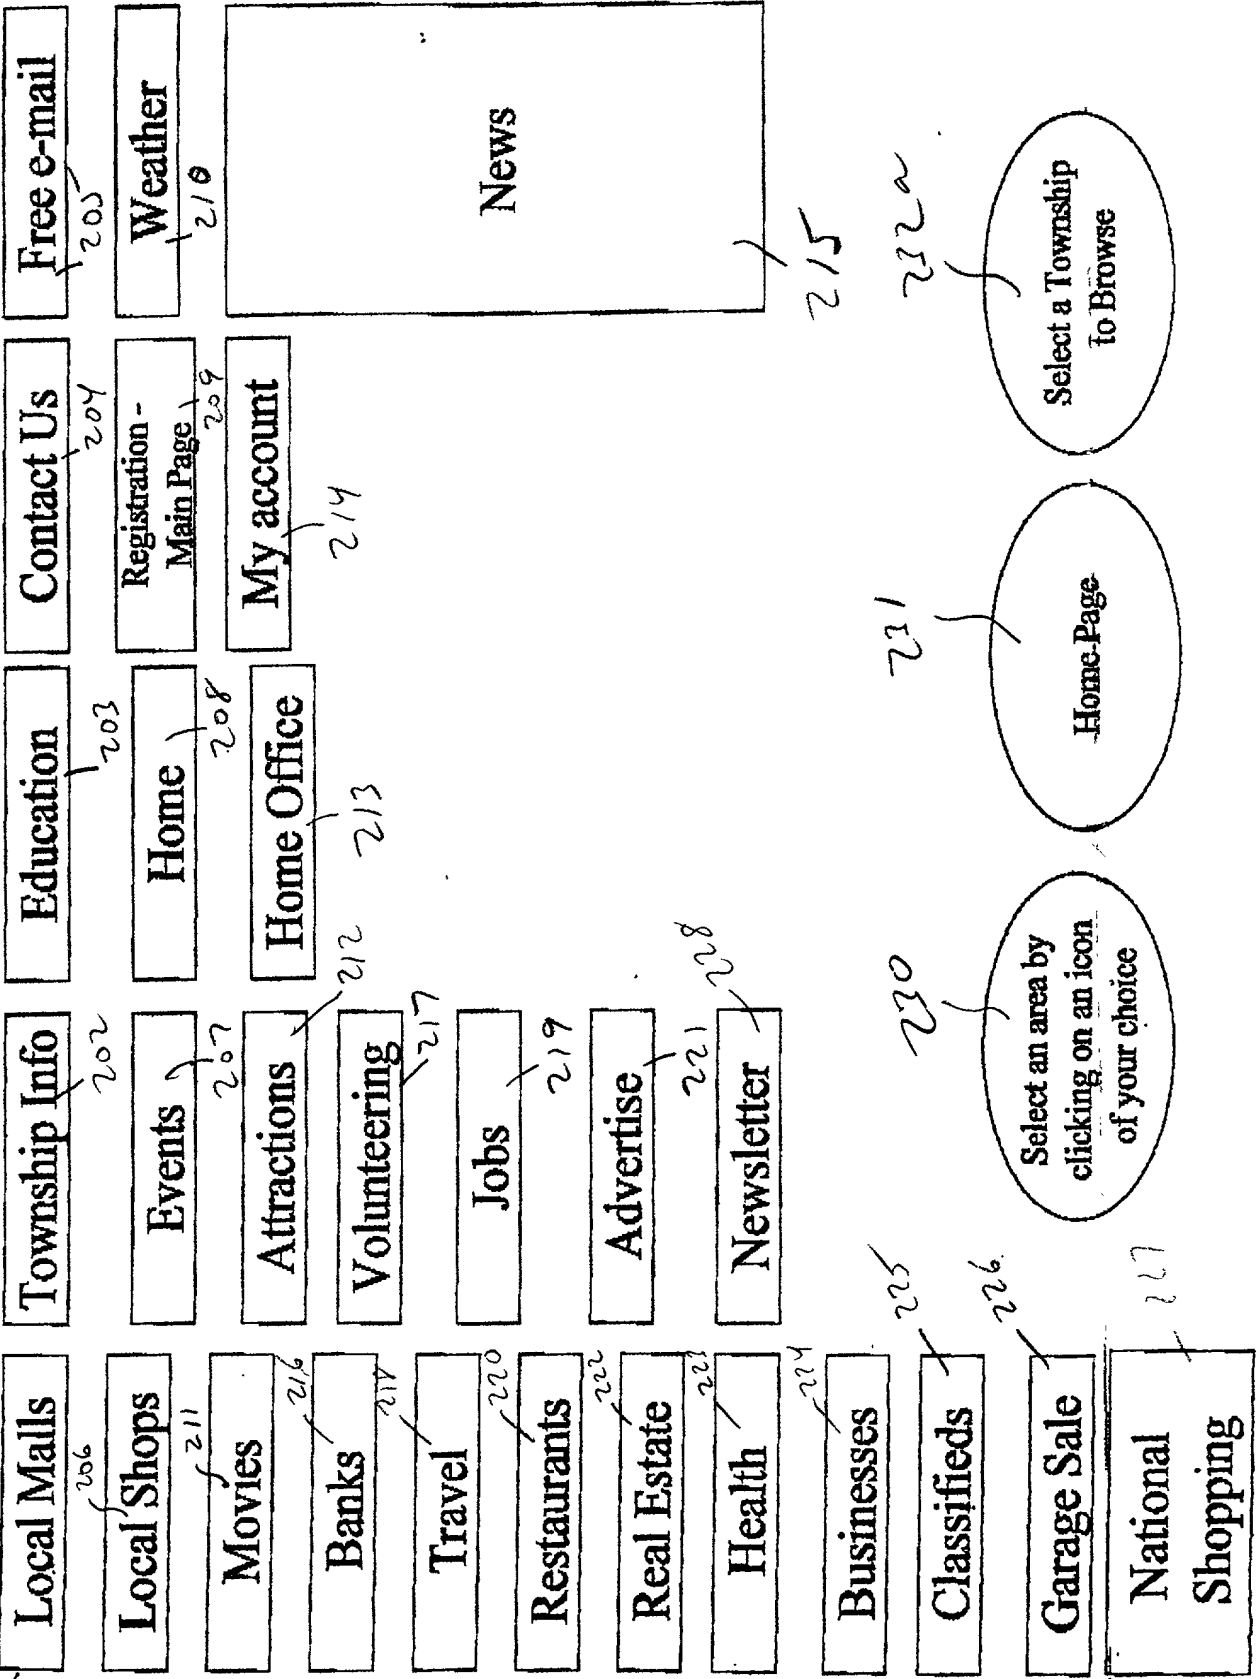 Local Malls
Township Info
202
Education
203
Contact Us
204
Free e-mail
205
206
Local Shops
Events
207
Home
208
Registration -
Main Page
209
Weather
210
211
Movies
Attractions
212
Home Office
213
My account
214
News
215
216
Banks
Volunteering
217
Travel
Jobs
219
220
Restaurants
Advertise
221
222
Real Estate
Newsletter
228
223
Health
224
Businesses
225
Classifieds
226
Garage Sale
227
National
Shopping
230
Select an area by
clicking on an icon
of your choice
231
Home Page
232a
Select a Township
to Browse